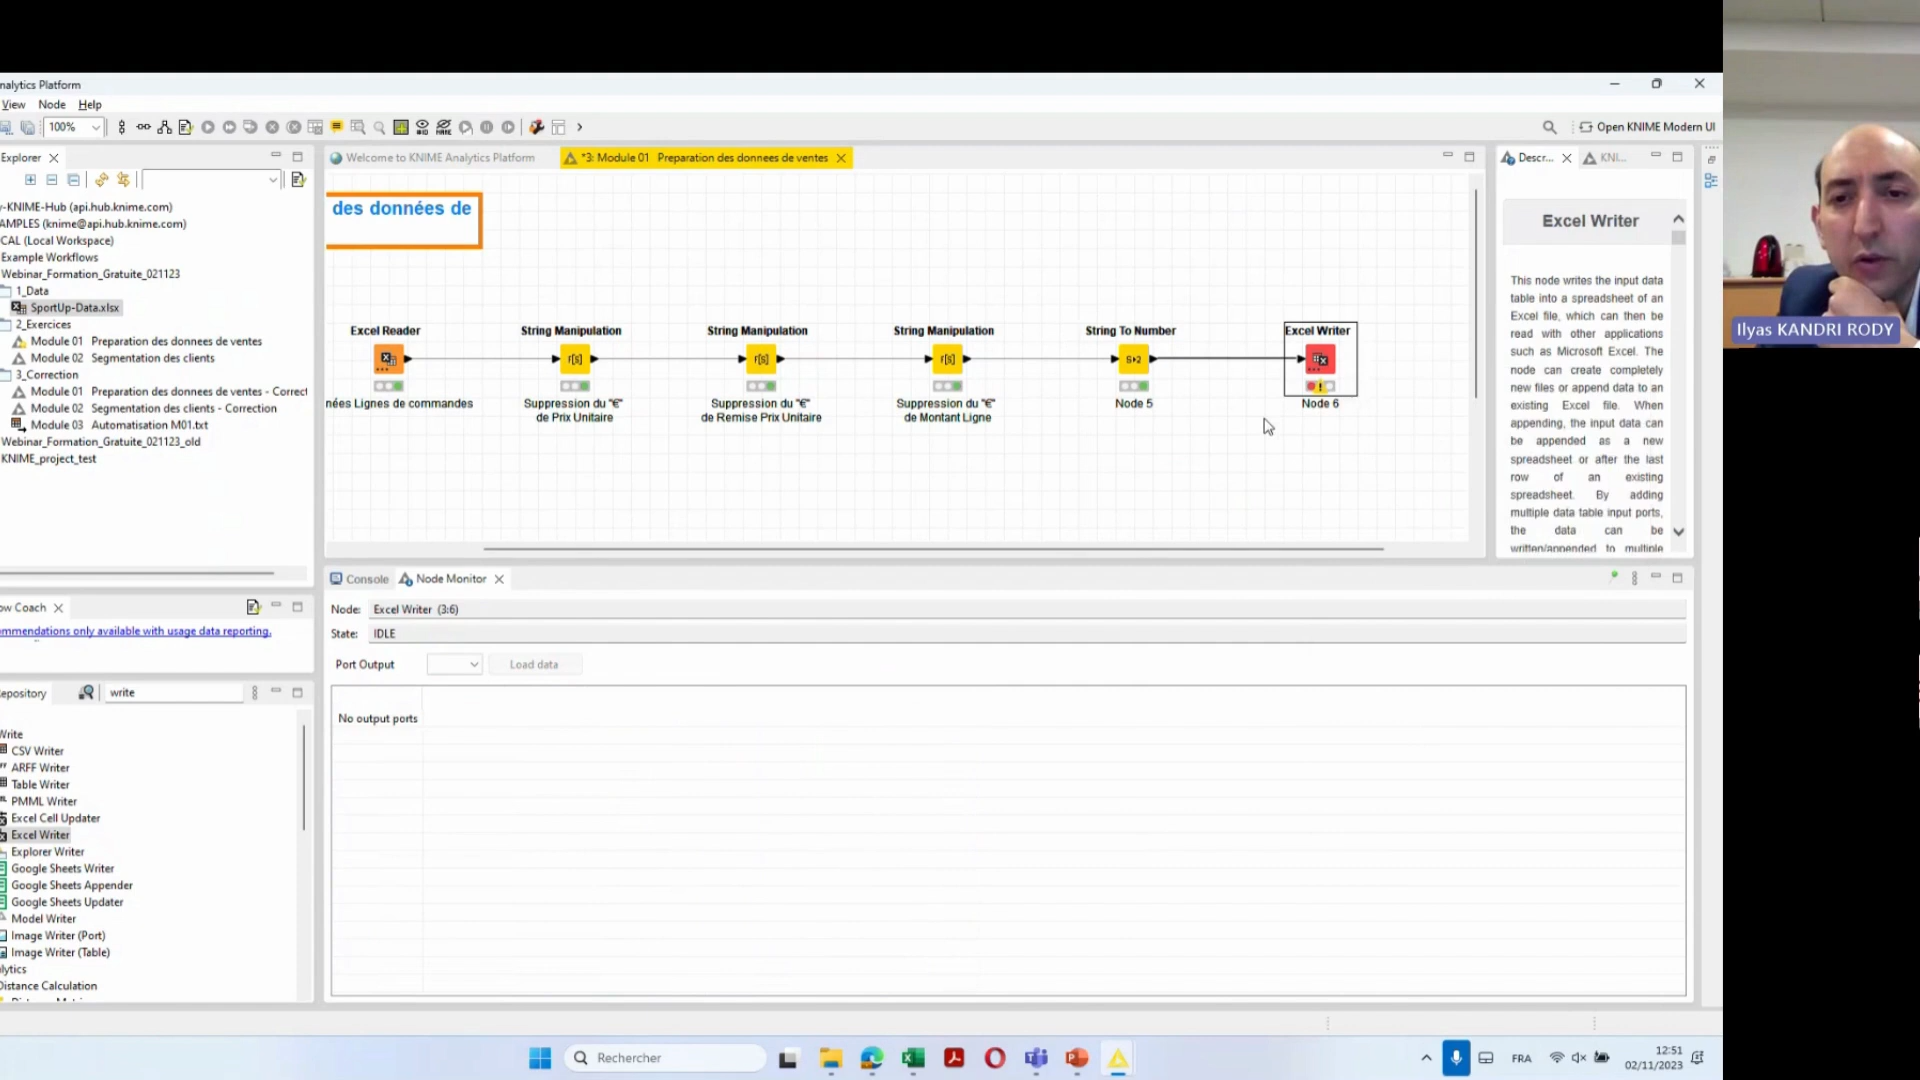 nalytics Platform
View Node Help
100%
Open KNIME Modern UI
Explorer
Welcome to KNIME Analytics Platform
*3: Module 01 Preparation des donnees de ventes
Descr...
KNI...
-KNIME-Hub (api.hub.knime.com)
AMPLES (knime@api.hub.knime.com)
CAL (Local Workspace)
Example Workflows
Webinar_Formation_Gratuite_021123
1_Data
SportUp-Data.xlsx
2_Exercices
Module 01 Preparation des donnees de ventes
Module 02 Segmentation des clients
3_Correction
Module 01 Preparation des donnees de ventes - Correct
Module 02 Segmentation des clients - Correction
Module 03 Automatisation M01.txt
Webinar_Formation_Gratuite_021123_old
KNIME_project_test
des données de
Excel Reader
nées Lignes de commandes
String Manipulation
Suppression du "€"
de Prix Unitaire
String Manipulation
Suppression du "€"
de Remise Prix Unitaire
String Manipulation
Suppression du "€"
de Montant Ligne
String To Number
Node 5
Excel Writer
Node 6
Excel Writer
This node writes the input data
table into a spreadsheet of an
Excel file, which can then be
read with other applications
such as Microsoft Excel. The
node can create completely
new files or append data to an
existing Excel file. When
appending, the input data can
be appended as a new
spreadsheet or after the last
row of an existing
spreadsheet. By adding
multiple data table input ports,
the data can be
written/appended to multiple
Ilyas KANDRI RODY
ow Coach
ommendations only available with usage data reporting.
epository
write
Write
CSV Writer
ARFF Writer
Table Writer
PMML Writer
Excel Cell Updater
Excel Writer
Explorer Writer
Google Sheets Writer
Google Sheets Appender
Google Sheets Updater
Model Writer
Image Writer (Port)
Image Writer (Table)
lytics
Distance Calculation
Console
Node Monitor
Node: Excel Writer (3:6)
State: IDLE
Port Output
Load data
No output ports
Rechercher
FRA
12:51
02/11/2023